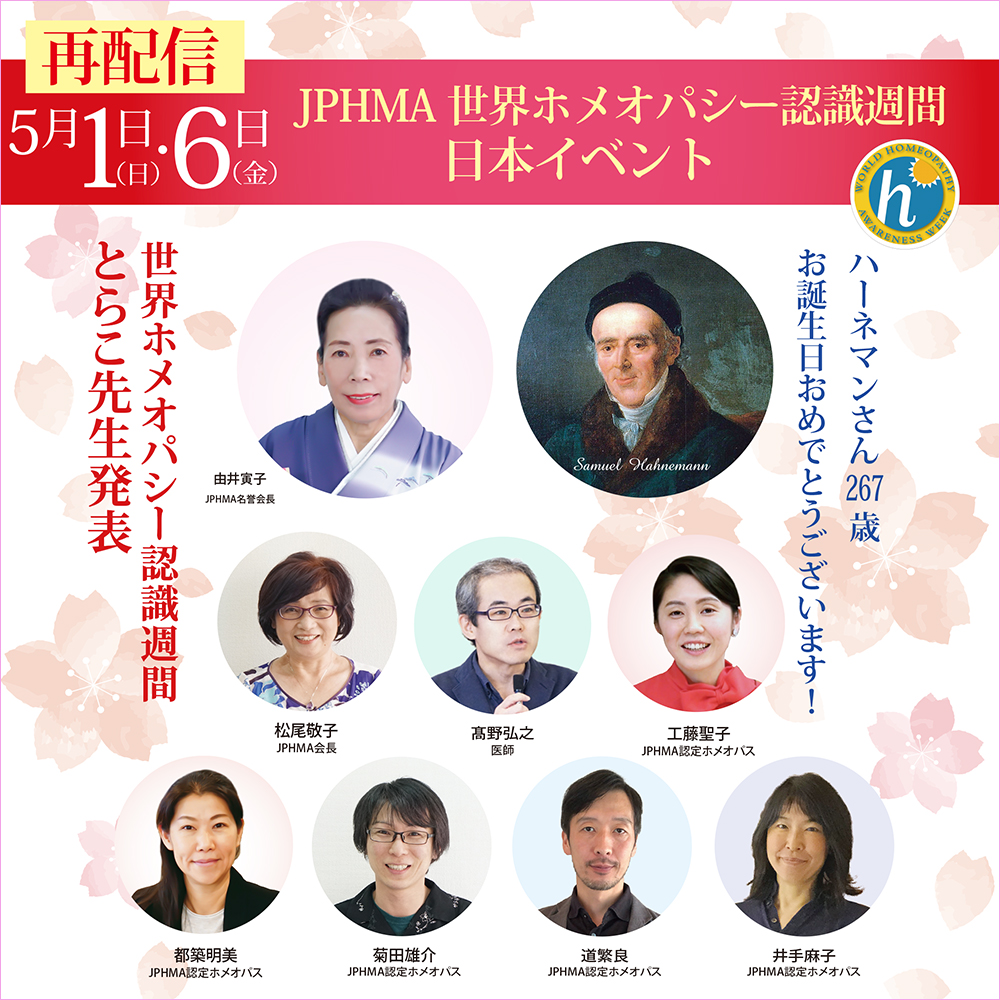 再配信
5月1日(日)・6日(金)
JPHMA 世界ホメオパシー認識週間
日本イベント
WORLD HOMEOPATHY
AWARENESS WEEK
h
世界ホメオパシー認識週間
とらこ先生発表
ハーネマンさん267歳
お誕生日おめでとうございます!
Samuel Hahnemann
由井寅子
JPHMA名誉会長
松尾敬子
JPHMA会長
髙野弘之
医師
工藤聖子
JPHMA認定ホメオパス
都築明美
JPHMA認定ホメオパス
菊田雄介
JPHMA認定ホメオパス
道繁良
JPHMA認定ホメオパス
井手麻子
JPHMA認定ホメオパス